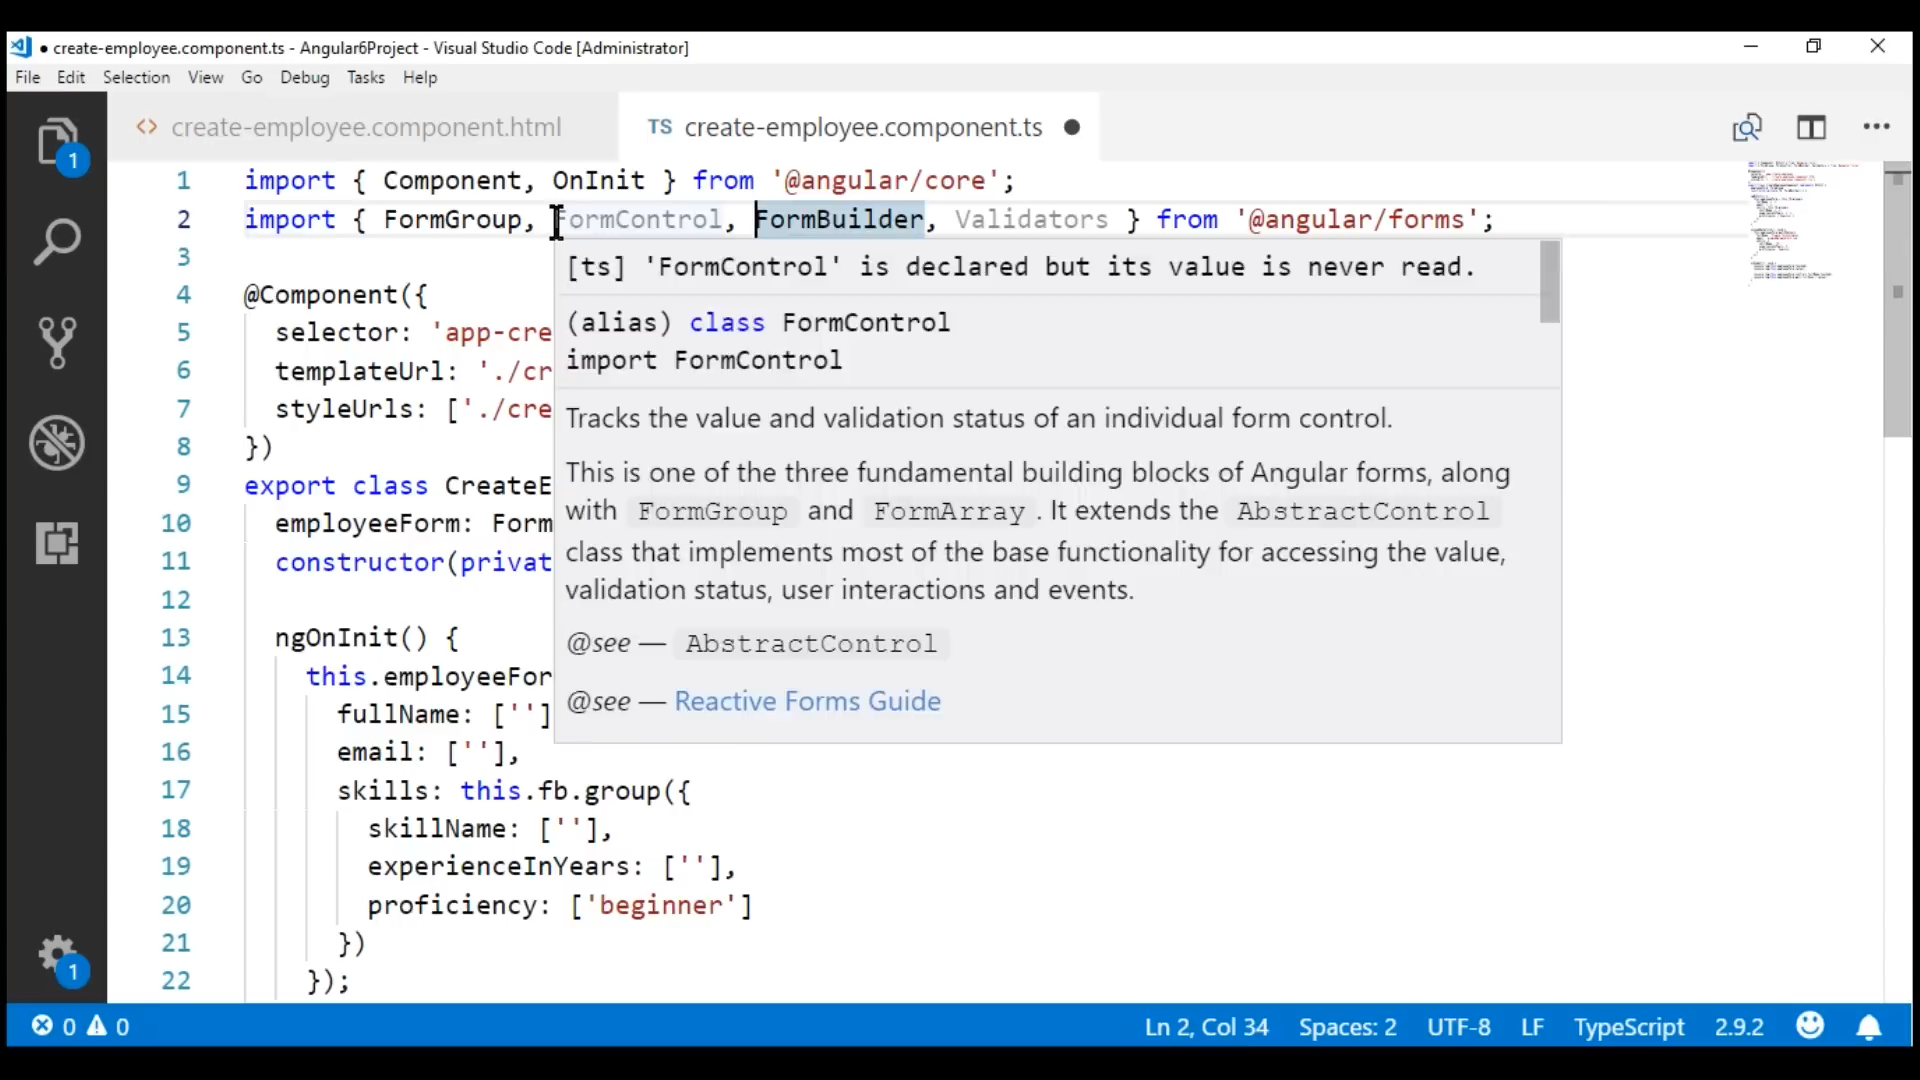 ● create-employee.component.ts - Angular6Project - Visual Studio Code [Administrator]
File Edit Selection View Go Debug Tasks Help
<> create-employee.component.html TS create-employee.component.ts ●
1 import { Component, OnInit } from '@angular/core';
2 import { FormGroup, FormControl, FormBuilder, Validators } from '@angular/forms';
3
[ts] 'FormControl' is declared but its value is never read.
(alias) class FormControl
import FormControl
Tracks the value and validation status of an individual form control.
This is one of the three fundamental building blocks of Angular forms, along
with FormGroup and FormArray. It extends the AbstractControl
class that implements most of the base functionality for accessing the value,
validation status, user interactions and events.
@see — AbstractControl
@see — Reactive Forms Guide
4 @Component({
5 selector: 'app-cre
6 templateUrl: './cr
7 styleUrls: ['./cre
8 })
9 export class CreateE
10 employeeForm: Form
11 constructor(privat
12
13 ngOnInit() {
14 this.employeeFor
15 fullName: ['']
16 email: [''],
17 skills: this.fb.group({
18 skillName: [''],
19 experienceInYears: [''],
20 proficiency: ['beginner']
21 })
22 });
1
1
0 0 Ln 2, Col 34 Spaces: 2 UTF-8 LF TypeScript 2.9.2